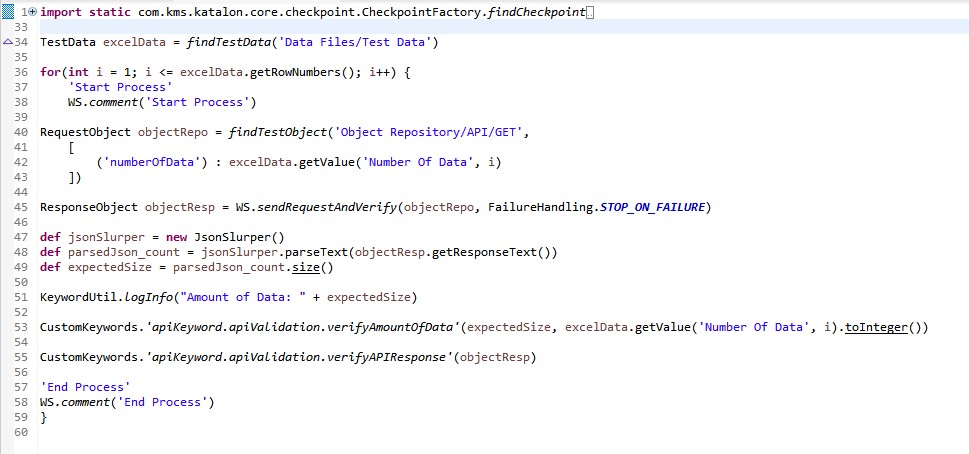 1 import static com.kms.katalon.core.checkpoint.CheckpointFactory.findCheckpoint
33
34 TestData excelData = findTestData('Data Files/Test Data')
35
36 for(int i = 1; i <= excelData.getRowNumbers(); i++) {
37     'Start Process'
38     WS.comment('Start Process')
39
40 RequestObject objectRepo = findTestObject('Object Repository/API/GET',
41     [
42         ('numberOfData') : excelData.getValue('Number Of Data', i)
43     ])
44
45 ResponseObject objectResp = WS.sendRequestAndVerify(objectRepo, FailureHandling.STOP_ON_FAILURE)
46
47 def jsonSlurper = new JsonSlurper()
48 def parsedJson_count = jsonSlurper.parseText(objectResp.getResponseText())
49 def expectedSize = parsedJson_count.size()
50
51 KeywordUtil.logInfo("Amount of Data: " + expectedSize)
52
53 CustomKeywords.'apiKeyword.apiValidation.verifyAmountOfData'(expectedSize, excelData.getValue('Number Of Data', i).toInteger())
54
55 CustomKeywords.'apiKeyword.apiValidation.verifyAPIResponse'(objectResp)
56
57 'End Process'
58 WS.comment('End Process')
59 }
60